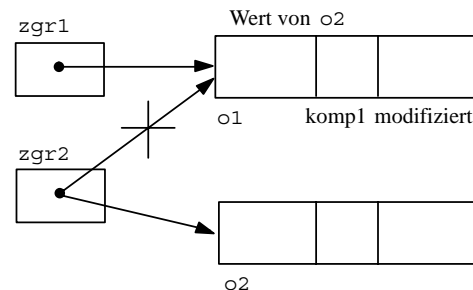 zgr1
Wert von o2
o1
komp1 modifiziert
zgr2
o2